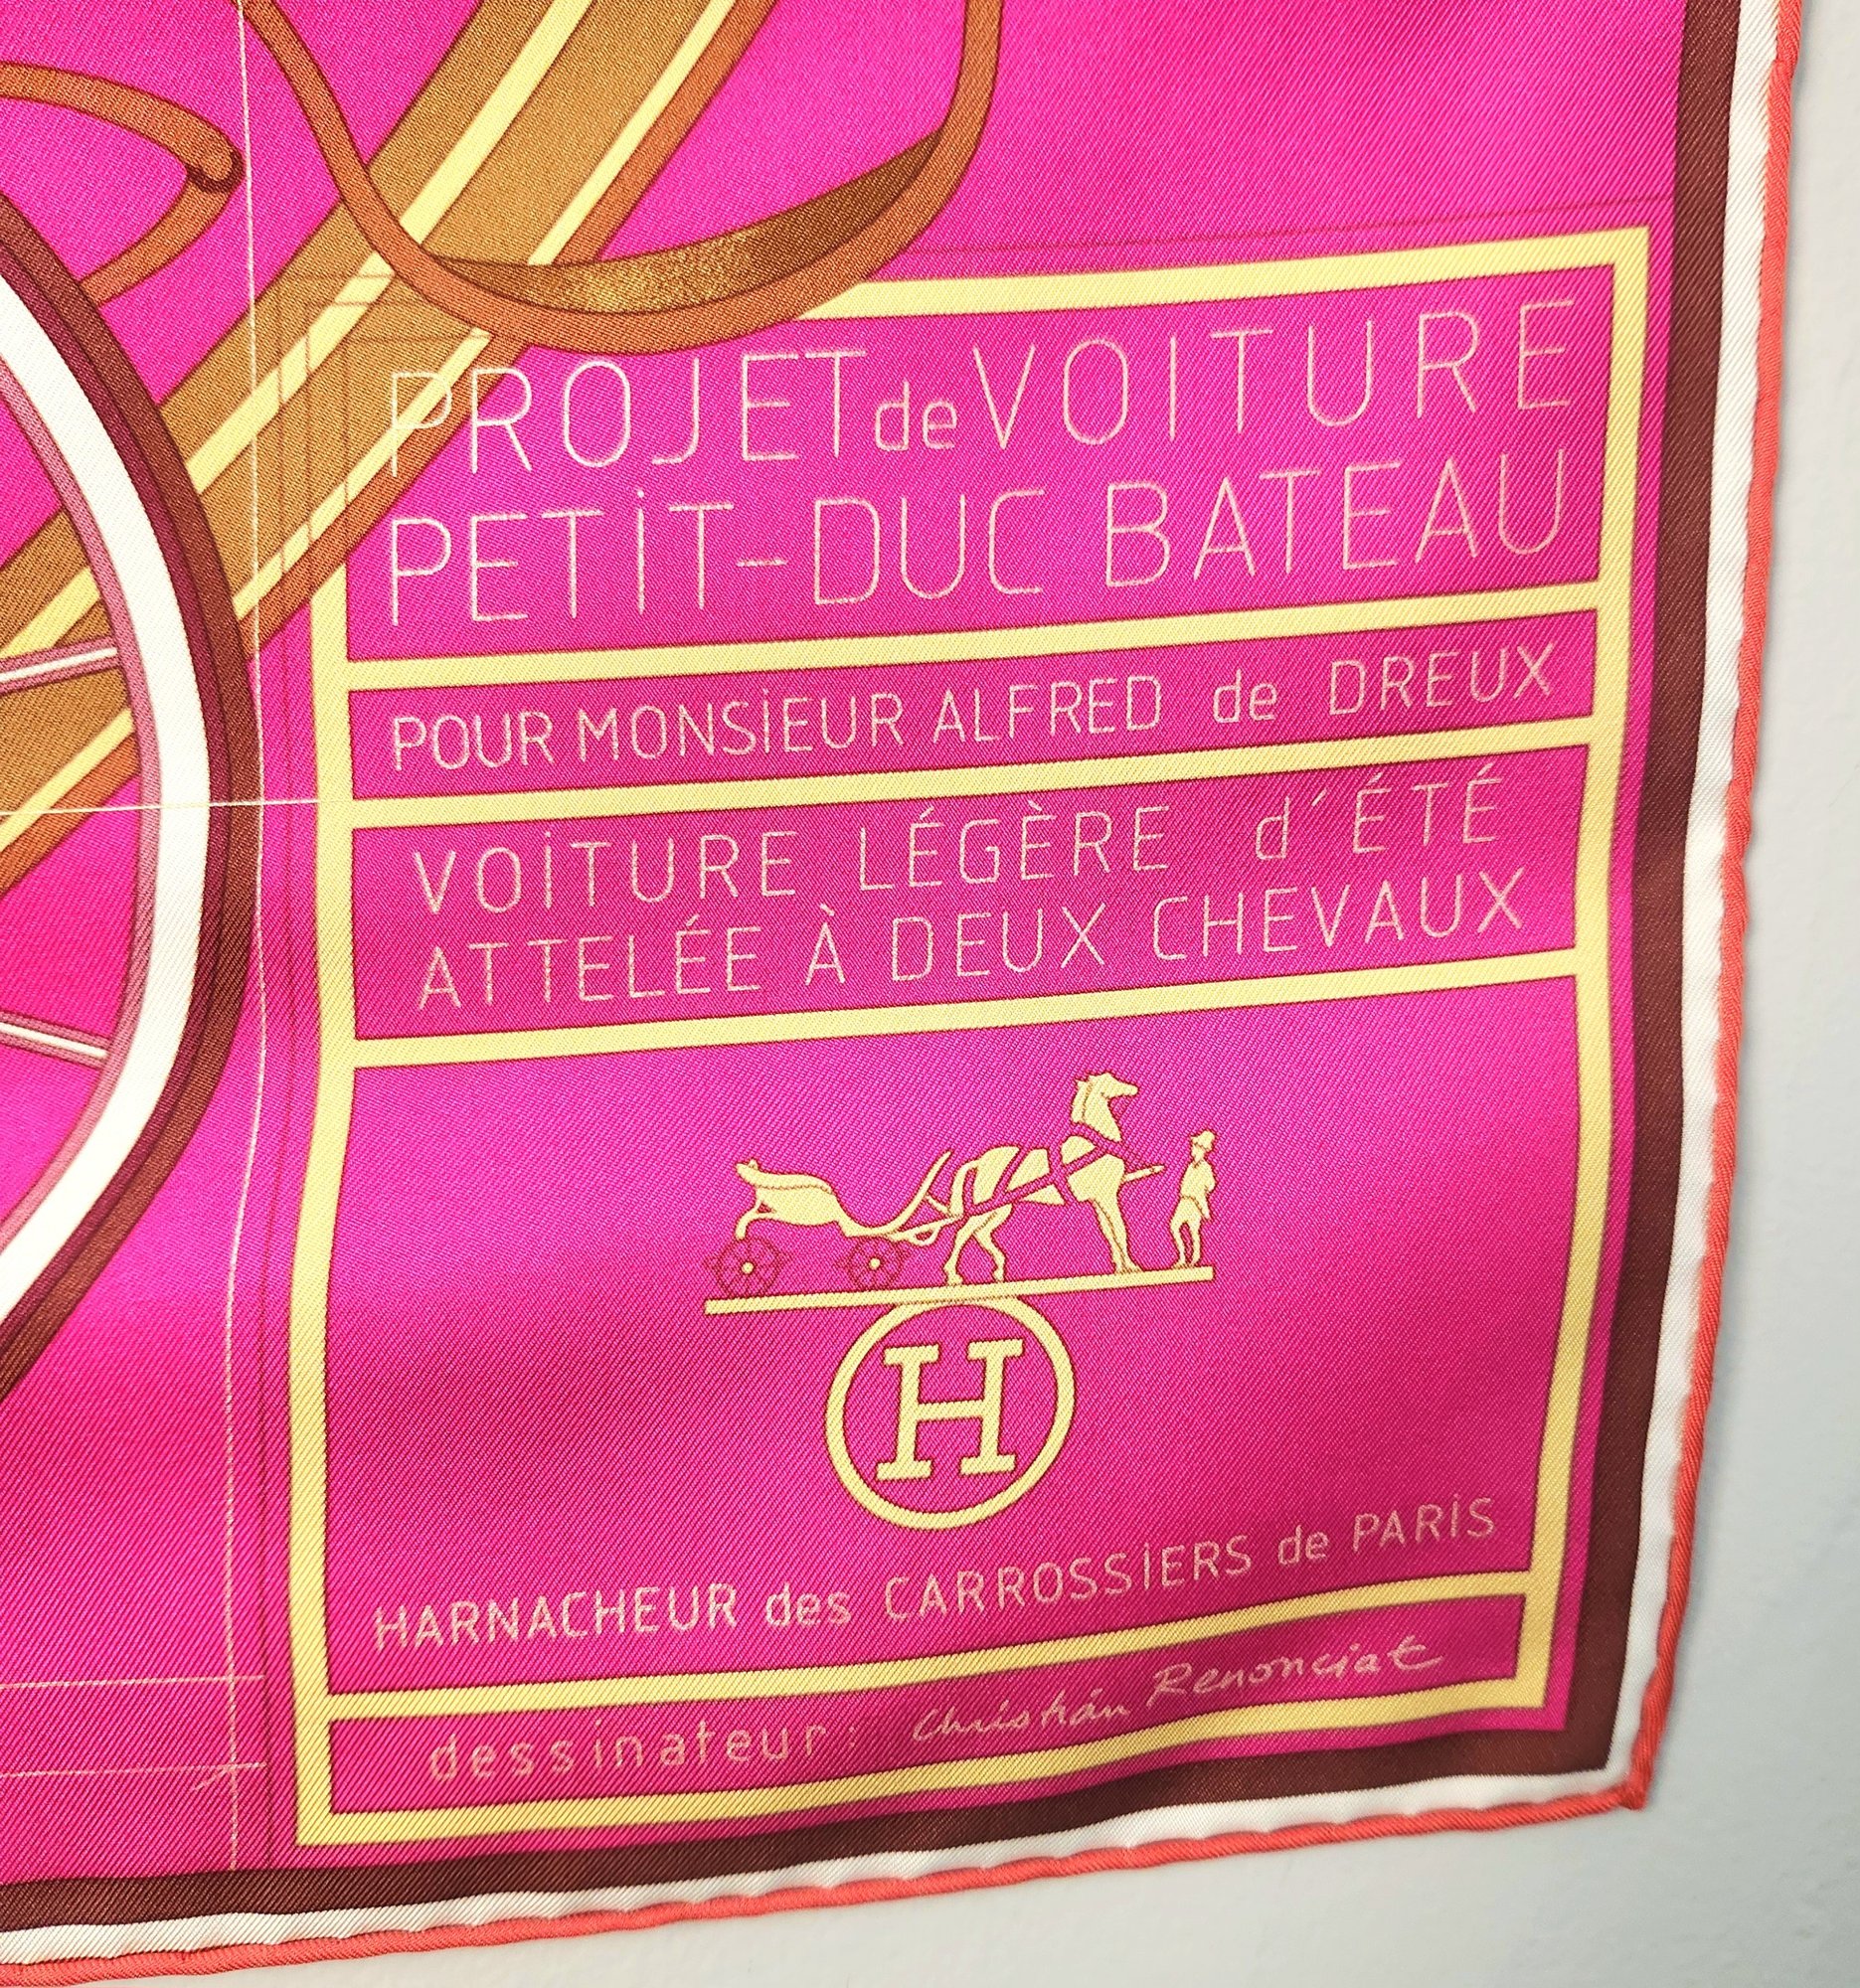 PROJET de VOITURE
PETIT-DUC BATEAU
POUR MONSIEUR ALFRED de DREUX
VOITURE LÉGÈRE d'ÉTÉ
ATTELÉE À DEUX CHEVAUX
H
HARNACHEUR des CARROSSIERS de PARIS
dessinateur: Christian Renonciat